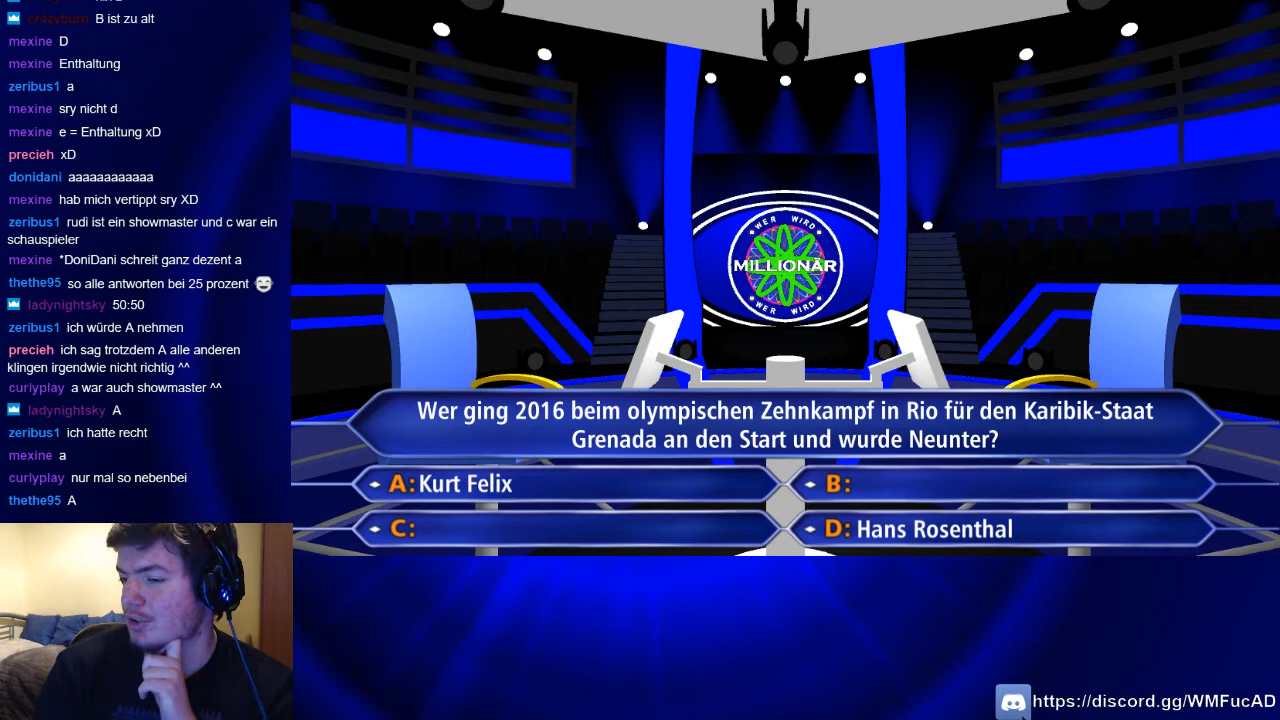 cr4zyburn B ist zu alt
mexine D
mexine Enthaltung
zeribus1 a
mexine sry nicht d
mexine e = Enthaltung xD
precieh xD
donidani aaaaaaaaaaaa
mexine hab mich vertippt sry XD
zeribus1 rudi ist ein showmaster und c war ein
schauspieler
mexine *DoniDani schreit ganz dezent a
thethe95 so alle antworten bei 25 prozent
ladynightsky 50:50
zeribus1 ich würde A nehmen
precieh ich sag trotzdem A alle anderen
klingen irgendwie nicht richtig ^^
curlyplay a war auch showmaster ^^
ladynightsky A
zeribus1 ich hatte recht
mexine a
curlyplay nur mal so nebenbei
thethe95 A
WER WIRD
MILLIONÄR
WER WIRD
Wer ging 2016 beim olympischen Zehnkampf in Rio für den Karibik-Staat
Grenada an den Start und wurde Neunter?
A: Kurt Felix
B:
C:
D: Hans Rosenthal
https://discord.gg/WMFucAD